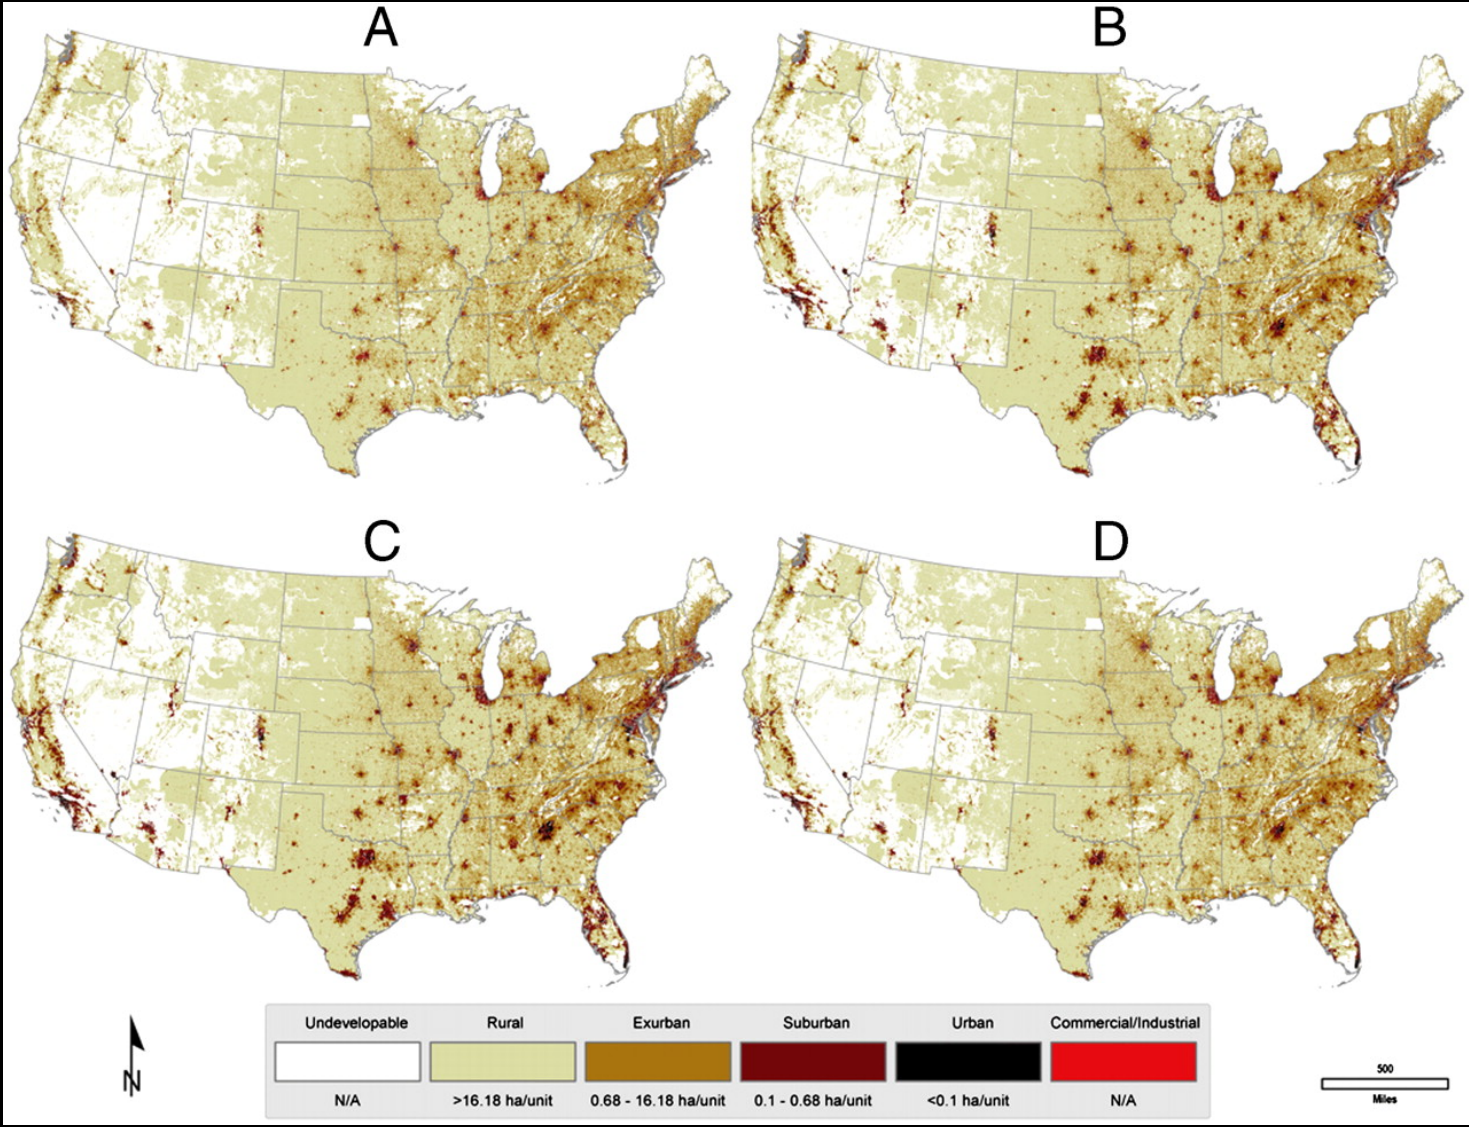 A
B
C
D
Undevelopable Rural Exurban Suburban Urban Commercial/Industrial
N/A >16.18 ha/unit 0.68 - 16.18 ha/unit 0.1 - 0.68 ha/unit <0.1 ha/unit N/A
N
500
Miles